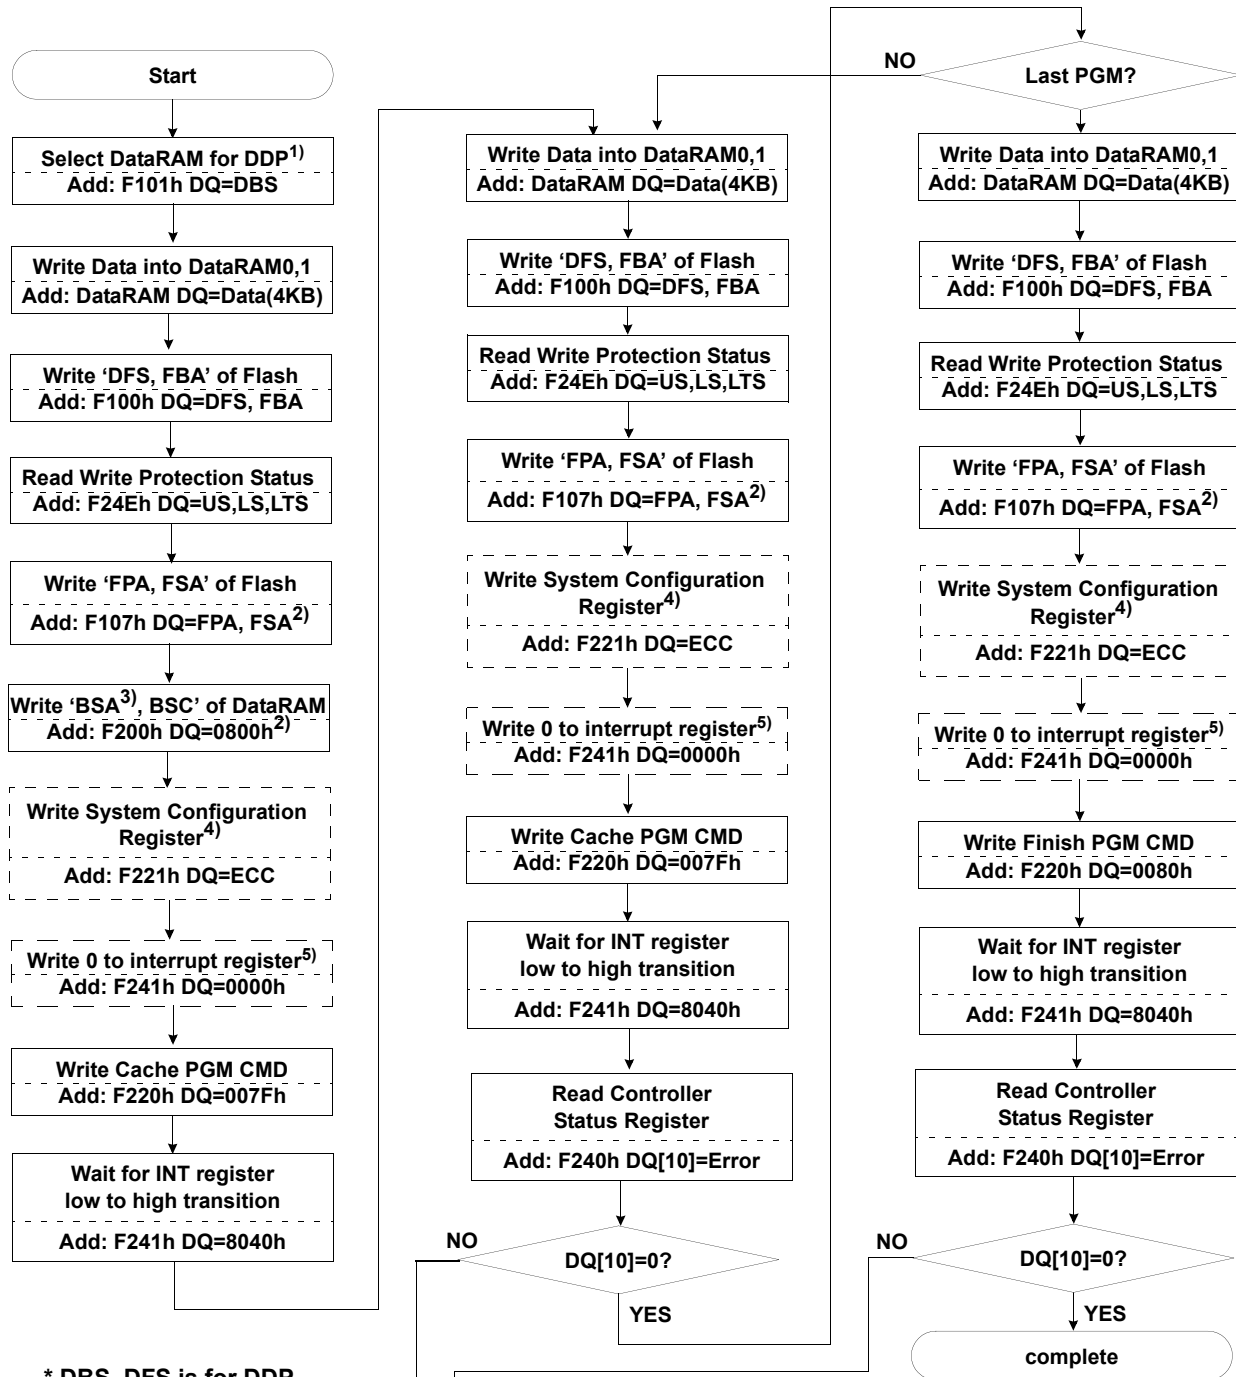 Start
Select DataRAM for DDP1)
Add: F101h DQ=DBS
Write Data into DataRAM0,1
Add: DataRAM DQ=Data(4KB)
Write ‘DFS, FBA’ of Flash
Add: F100h DQ=DFS, FBA
Read Write Protection Status
Add: F24Eh DQ=US,LS,LTS
Write ‘FPA, FSA’ of Flash
Add: F107h DQ=FPA, FSA2)
Write ‘BSA3), BSC’ of DataRAM
Add: F200h DQ=0800h2)
Write System Configuration
Register4)
Add: F221h DQ=ECC
Write 0 to interrupt register5)
Add: F241h DQ=0000h
Write Cache PGM CMD
Add: F220h DQ=007Fh
Wait for INT register
low to high transition
Add: F241h DQ=8040h
Write Data into DataRAM0,1
Add: DataRAM DQ=Data(4KB)
Write ‘DFS, FBA’ of Flash
Add: F100h DQ=DFS, FBA
Read Write Protection Status
Add: F24Eh DQ=US,LS,LTS
Write ‘FPA, FSA’ of Flash
Add: F107h DQ=FPA, FSA2)
Write System Configuration
Register4)
Add: F221h DQ=ECC
Write 0 to interrupt register5)
Add: F241h DQ=0000h
Write Cache PGM CMD
Add: F220h DQ=007Fh
Wait for INT register
low to high transition
Add: F241h DQ=8040h
Read Controller
Status Register
Add: F240h DQ[10]=Error
NO
DQ[10]=0?
YES
NO
Last PGM?
Write Data into DataRAM0,1
Add: DataRAM DQ=Data(4KB)
Write ‘DFS, FBA’ of Flash
Add: F100h DQ=DFS, FBA
Read Write Protection Status
Add: F24Eh DQ=US,LS,LTS
Write ‘FPA, FSA’ of Flash
Add: F107h DQ=FPA, FSA2)
Write System Configuration
Register4)
Add: F221h DQ=ECC
Write 0 to interrupt register5)
Add: F241h DQ=0000h
Write Finish PGM CMD
Add: F220h DQ=0080h
Wait for INT register
low to high transition
Add: F241h DQ=8040h
Read Controller
Status Register
Add: F240h DQ[10]=Error
NO
DQ[10]=0?
YES
complete
* DBS, DFS is for DDP